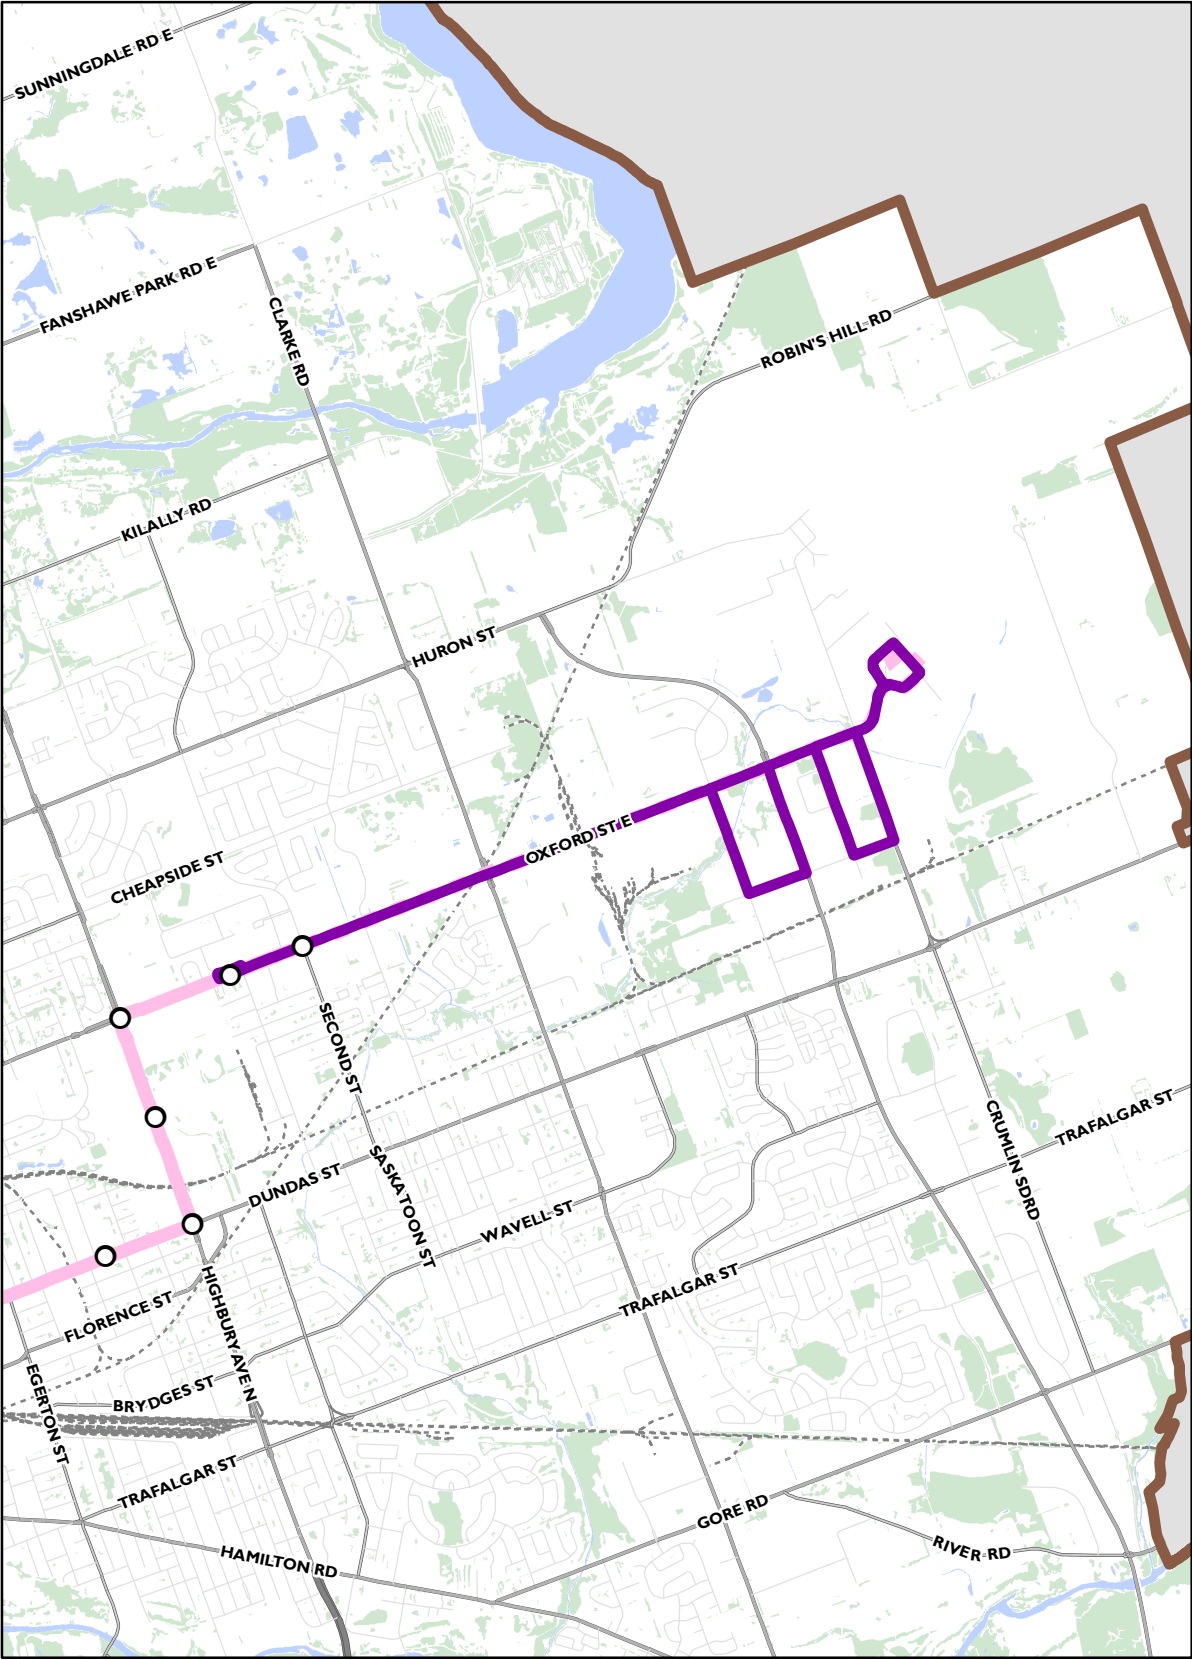 SUNNINGDALE RD E
FANSHAWE PARK RD E
CLARKE RD
ROBIN'S HILL RD
KILALLY RD
HURON ST
OXFORD ST E
CHEAPSIDE ST
SECOND ST
CRUMLIN SDRD
TRAFALGAR ST
DUNDAS ST
SASKATOON ST
WAVELL ST
TRAFALGAR ST
FLORENCE ST
HIGHBURY AVE N
EGERTON ST
BRYDGES ST
TRAFALGAR ST
GORE RD
RIVER RD
HAMILTON RD